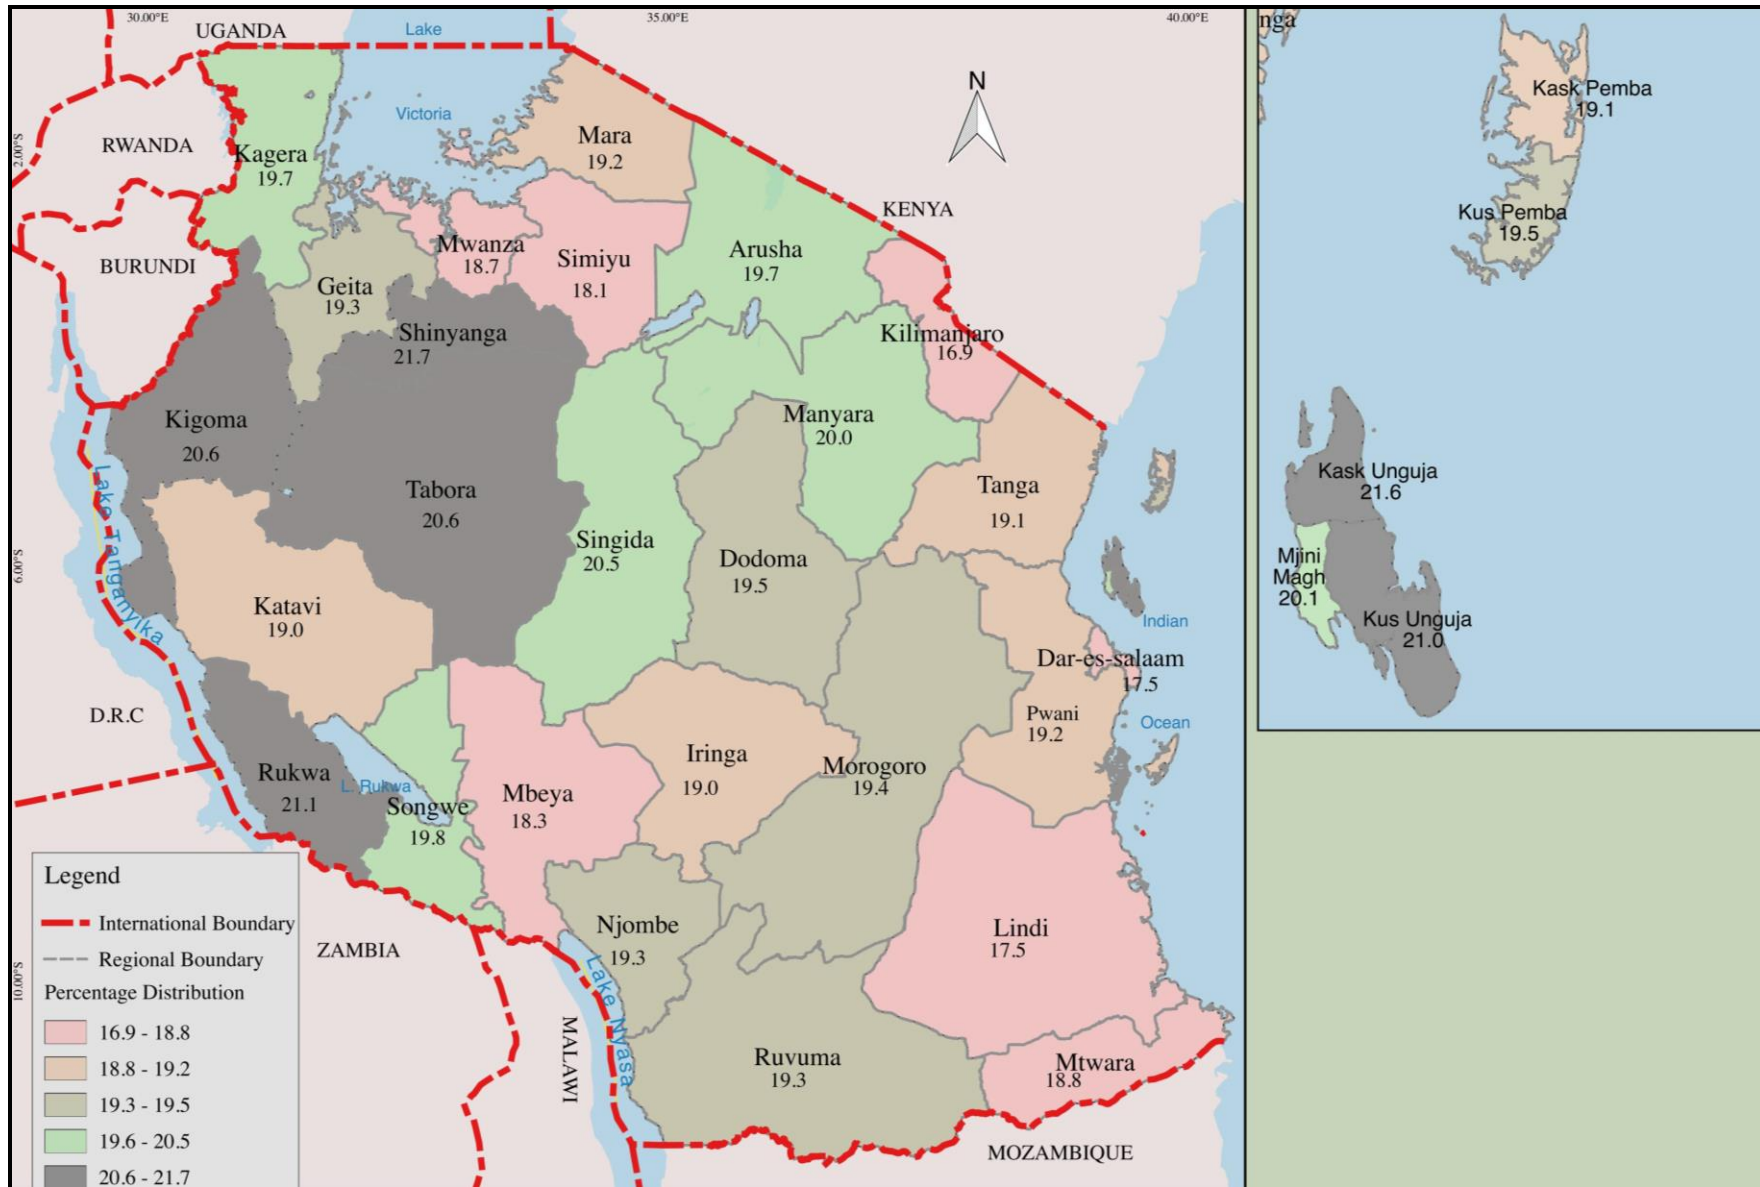 30.00°E
35.00°E
40.00°E
2.00°S
6.00°S
10.00°S
UGANDA
Lake
Victoria
N
RWANDA
BURUNDI
KENYA
Kagera
19.7
Mara
19.2
Mwanza
18.7
Simiyu
18.1
Arusha
19.7
Geita
19.3
Shinyanga
21.7
Kilimanjaro
16.9
Kigoma
20.6
Manyara
20.0
Tabora
20.6
Tanga
19.1
Singida
20.5
Dodoma
19.5
Lake Tanganyika
Katavi
19.0
Indian
Dar-es-salaam
17.5
D.R.C
Pwani
19.2
Ocean
Iringa
19.0
Morogoro
19.4
Rukwa
21.1
L. Rukwa
Songwe
19.8
Mbeya
18.3
Njombe
19.3
Lindi
17.5
ZAMBIA
Lake Nyasa
MALAWI
Ruvuma
19.3
Mtwara
18.8
MOZAMBIQUE
Legend
International Boundary
Regional Boundary
Percentage Distribution
16.9 - 18.8
18.8 - 19.2
19.3 - 19.5
19.6 - 20.5
20.6 - 21.7
nga
Kask Pemba
19.1
Kus Pemba
19.5
Kask Unguja
21.6
Mjini
Magh
20.1
Kus Unguja
21.0